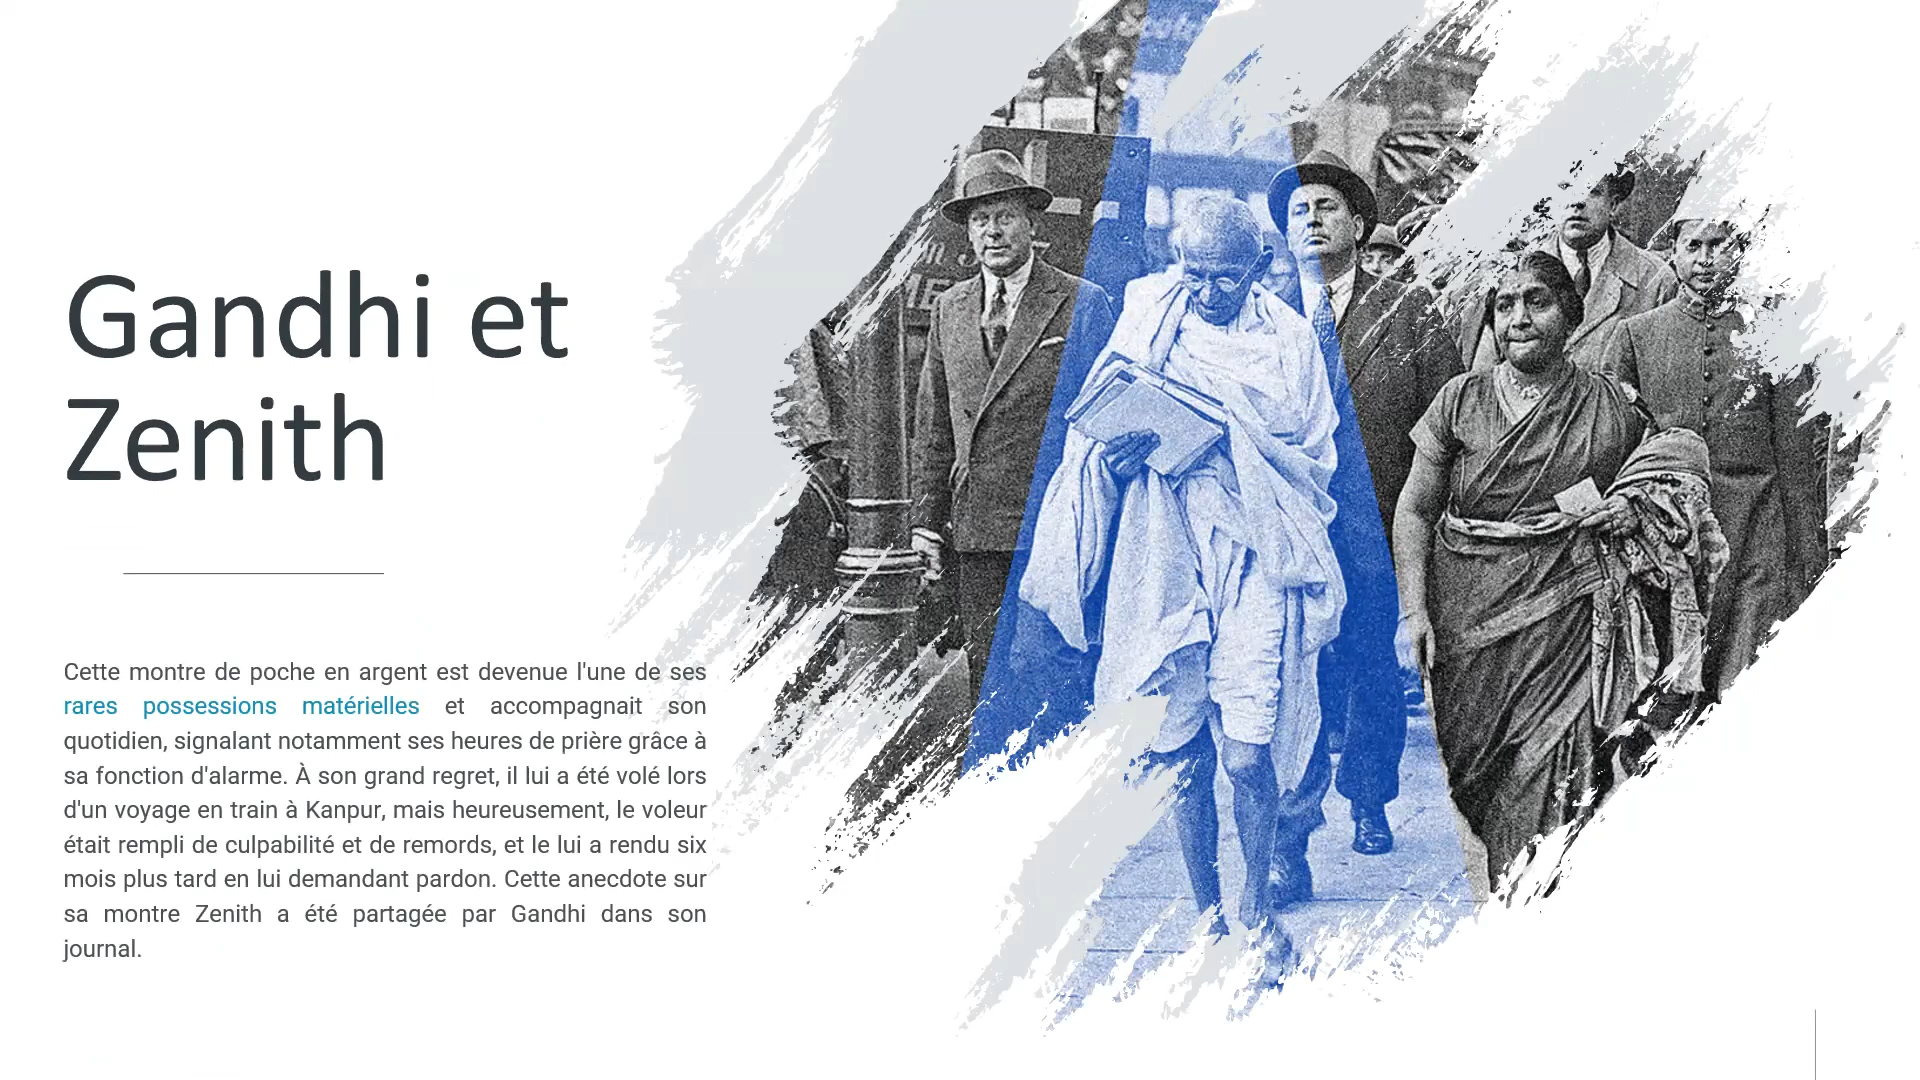 Gandhi et
Zenith
Cette montre de poche en argent est devenue l'une de ses
rares possessions matérielles et accompagnait son
quotidien, signalant notamment ses heures de prière grâce à
sa fonction d'alarme. À son grand regret, il lui a été volé lors
d'un voyage en train à Kanpur, mais heureusement, le voleur
était rempli de culpabilité et de remords, et le lui a rendu six
mois plus tard en lui demandant pardon. Cette anecdote sur
sa montre Zenith a été partagée par Gandhi dans son
journal.